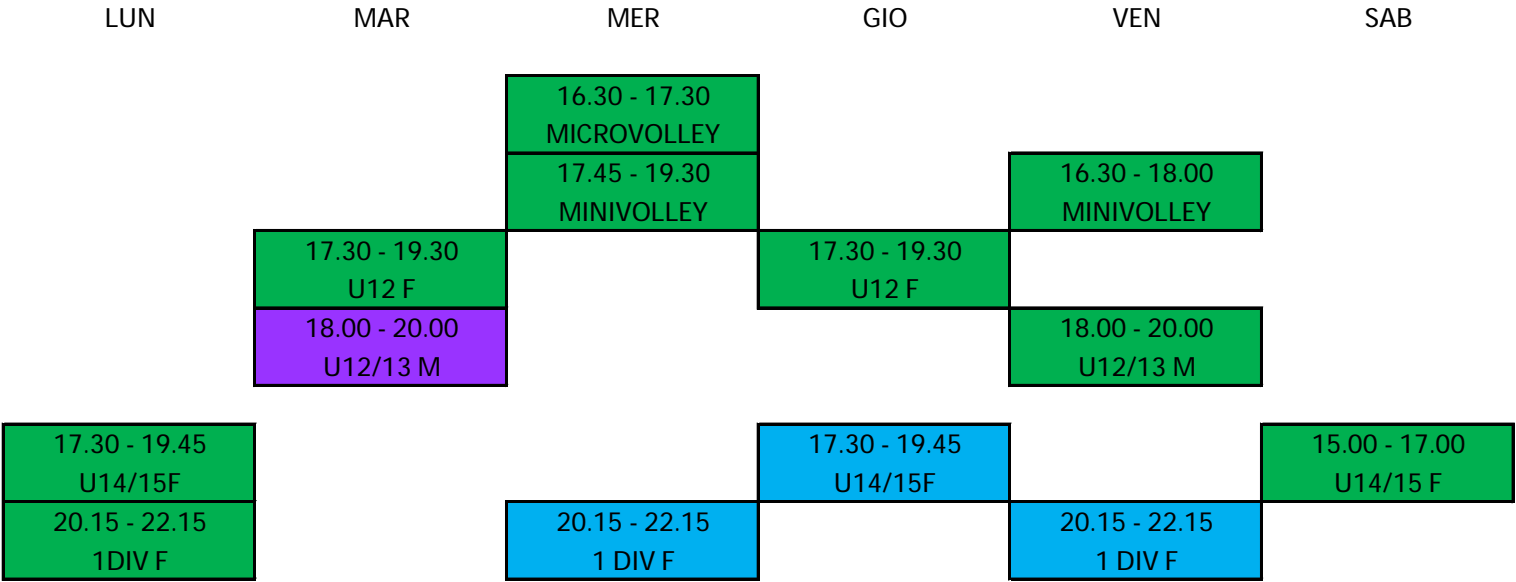 LUN MAR MER GIO VEN SAB
16.30 - 17.30
MICROVOLLEY
17.45 - 19.30 16.30 - 18.00
MINIVOLLEY MINIVOLLEY
17.30 - 19.30 17.30 - 19.30
U12 F U12 F
18.00 - 20.00 18.00 - 20.00
U12/13 M U12/13 M
17.30 - 19.45 17.30 - 19.45 15.00 - 17.00
U14/15F U14/15F U14/15 F
20.15 - 22.15 20.15 - 22.15 20.15 - 22.15
1DIV F 1 DIV F 1 DIV F